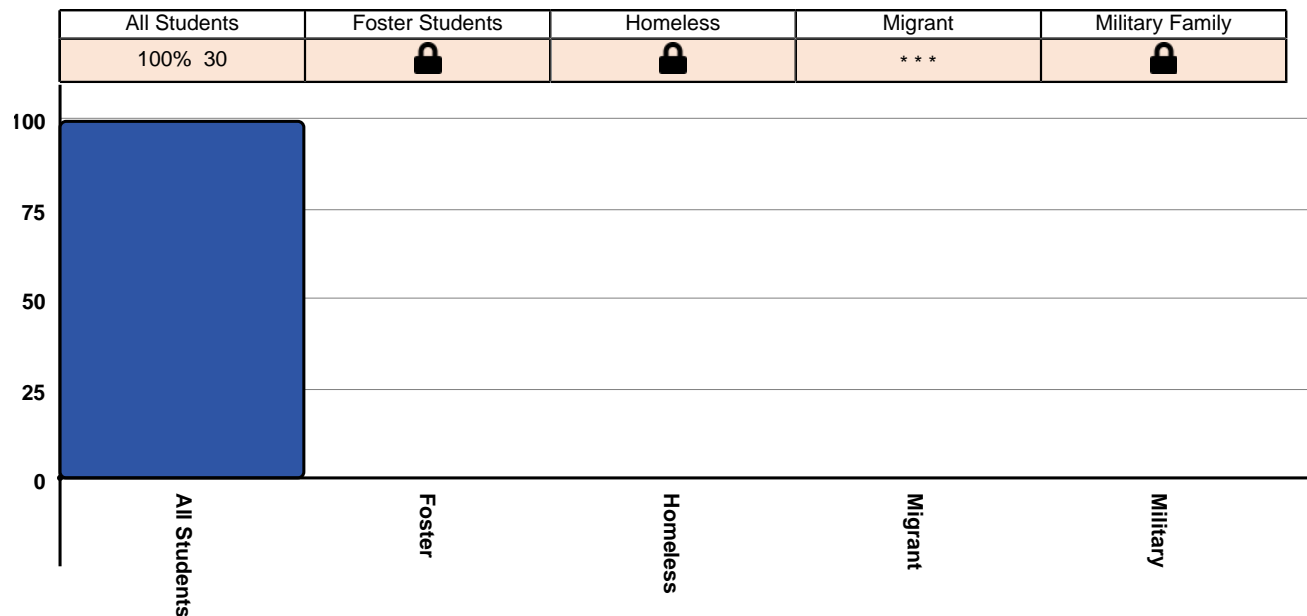 All Students Foster Students Homeless Migrant Military Family
100% 30 * * *
100
75
50
25
0
All Students Foster Homeless Migrant Military